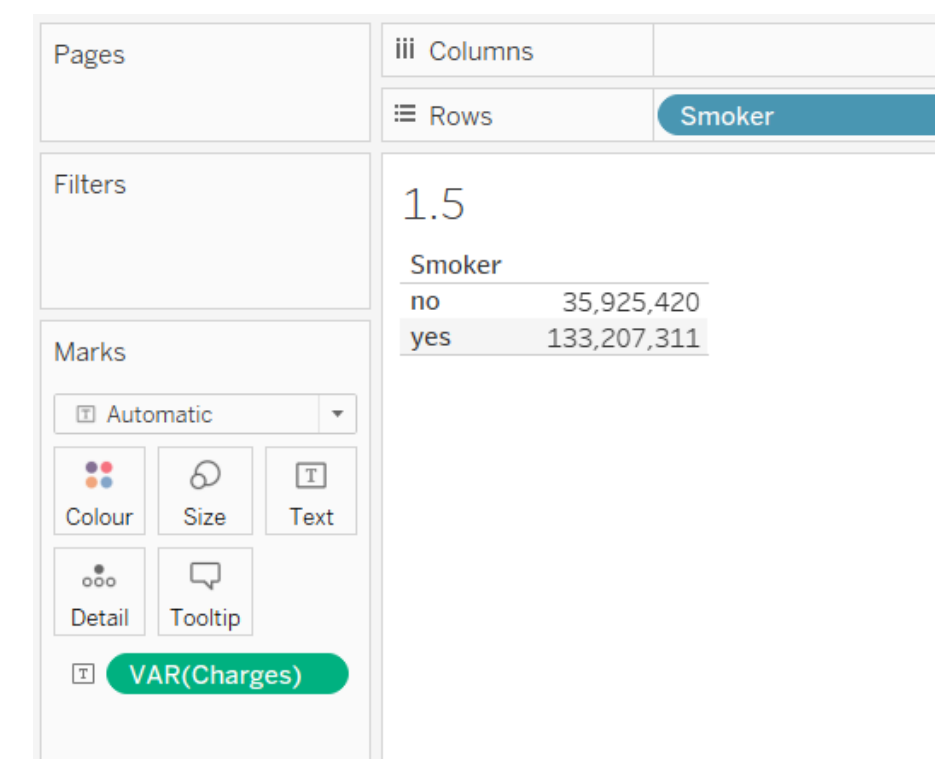 Pages
iii Columns
Rows Smoker
Filters
1.5
Smoker
no 35,925,420
yes 133,207,311
Marks
T Automatic
T
Colour Size Text
Detail Tooltip
T VAR(Charges)